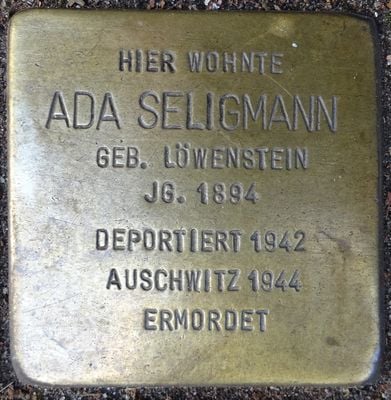 HIER WOHNTE
ADA SELIGMANN
GEB. LÖWENSTEIN
JG. 1894
DEPORTIERT 1942
AUSCHWITZ 1944
ERMORDET